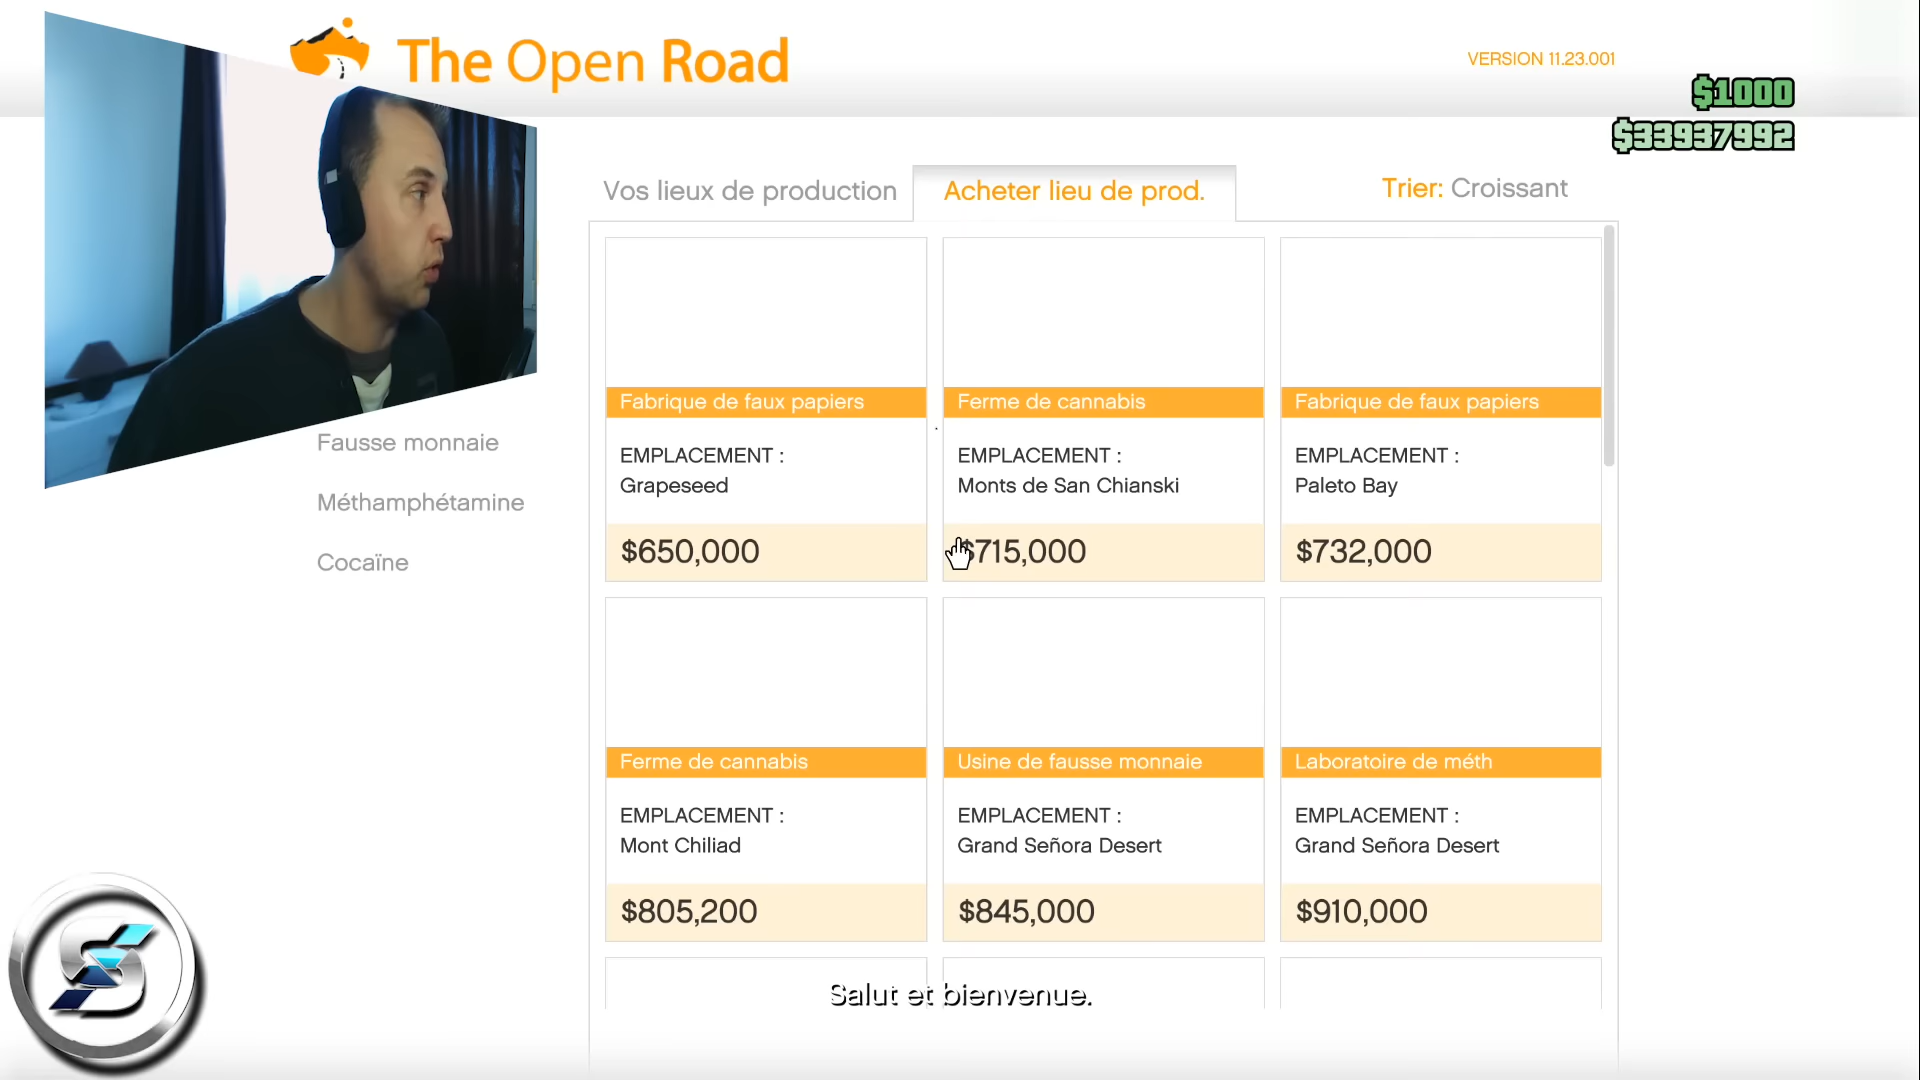 The Open Road
VERSION 11.23.001
$1000
$33937992
Vos lieux de production
Acheter lieu de prod.
Trier: Croissant
Fausse monnaie
Méthamphétamine
Cocaïne
Fabrique de faux papiers
EMPLACEMENT :
Grapeseed
$650,000
Ferme de cannabis
EMPLACEMENT :
Monts de San Chianski
$715,000
Fabrique de faux papiers
EMPLACEMENT :
Paleto Bay
$732,000
Ferme de cannabis
EMPLACEMENT :
Mont Chiliad
$805,200
Usine de fausse monnaie
EMPLACEMENT :
Grand Señora Desert
$845,000
Laboratoire de méth
EMPLACEMENT :
Grand Señora Desert
$910,000
Salut et bienvenue.